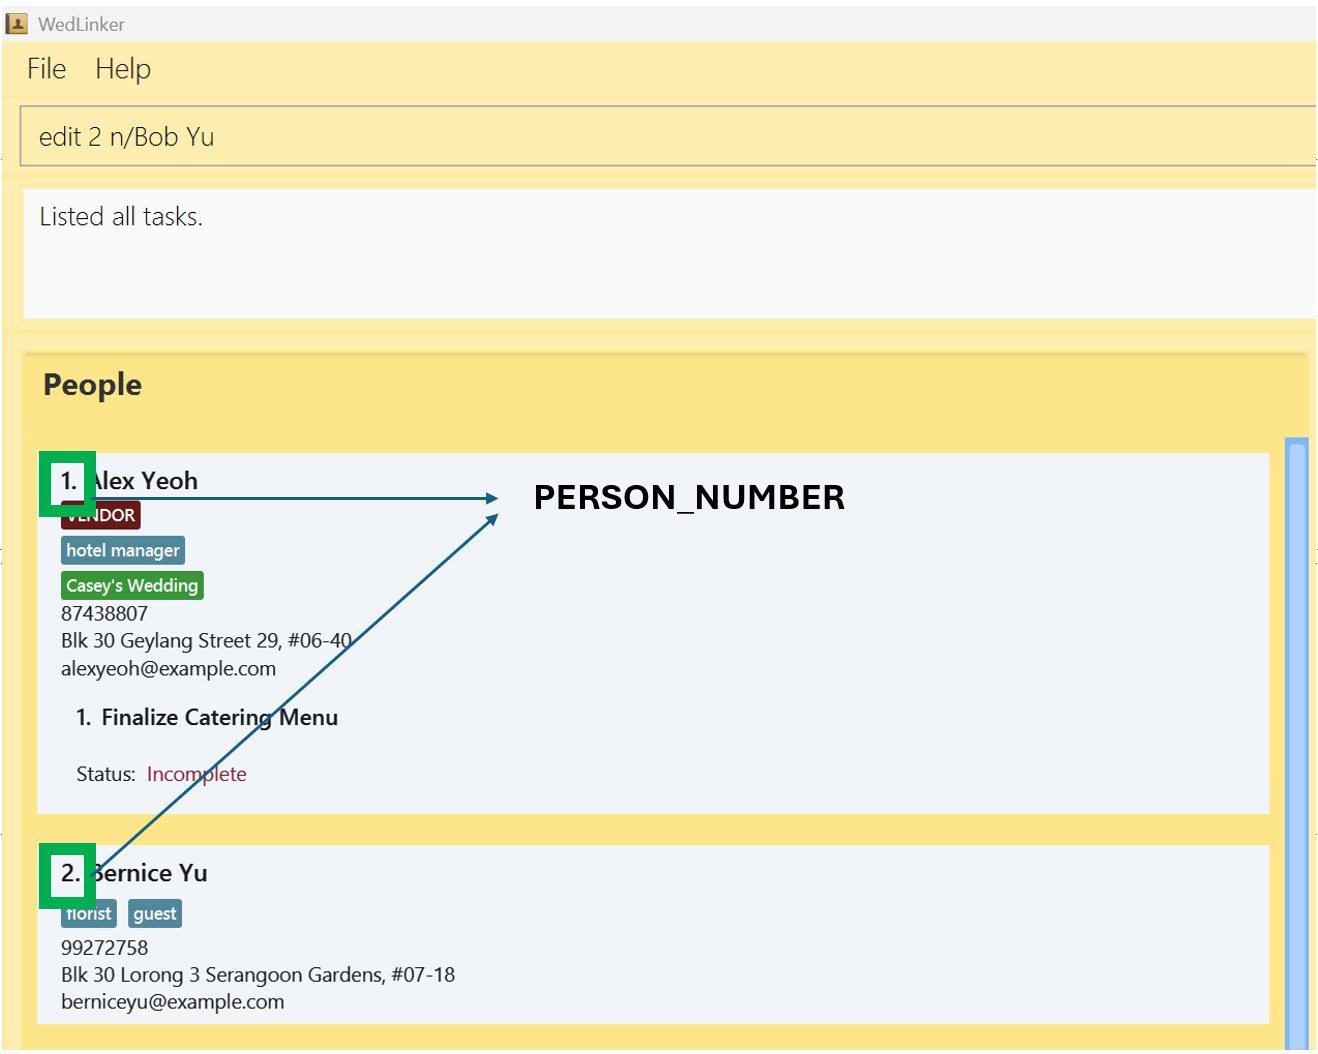 WedLinker
File Help
edit 2 n/Bob Yu
Listed all tasks.
People
1. Alex Yeoh
PERSON_NUMBER
VENDOR
hotel manager
Casey's Wedding
87438807
Blk 30 Geylang Street 29, #06-40
alexyeoh@example.com
1. Finalize Catering Menu
Status: Incomplete
2. Bernice Yu
florist guest
99272758
Blk 30 Lorong 3 Serangoon Gardens, #07-18
berniceyu@example.com